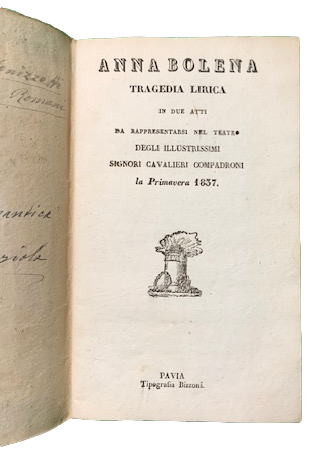 Romani
ANNA BOLENA
TRAGEDIA LIRICA
IN DUE ATTI
DA RAPPRESENTARSI NEL TEATRO
DEGLI ILLUSTRISSIMI
SIGNORI CAVALIERI COMPADRONI
la Primavera 1837.
PAVIA
Tipografia Bizzoni.